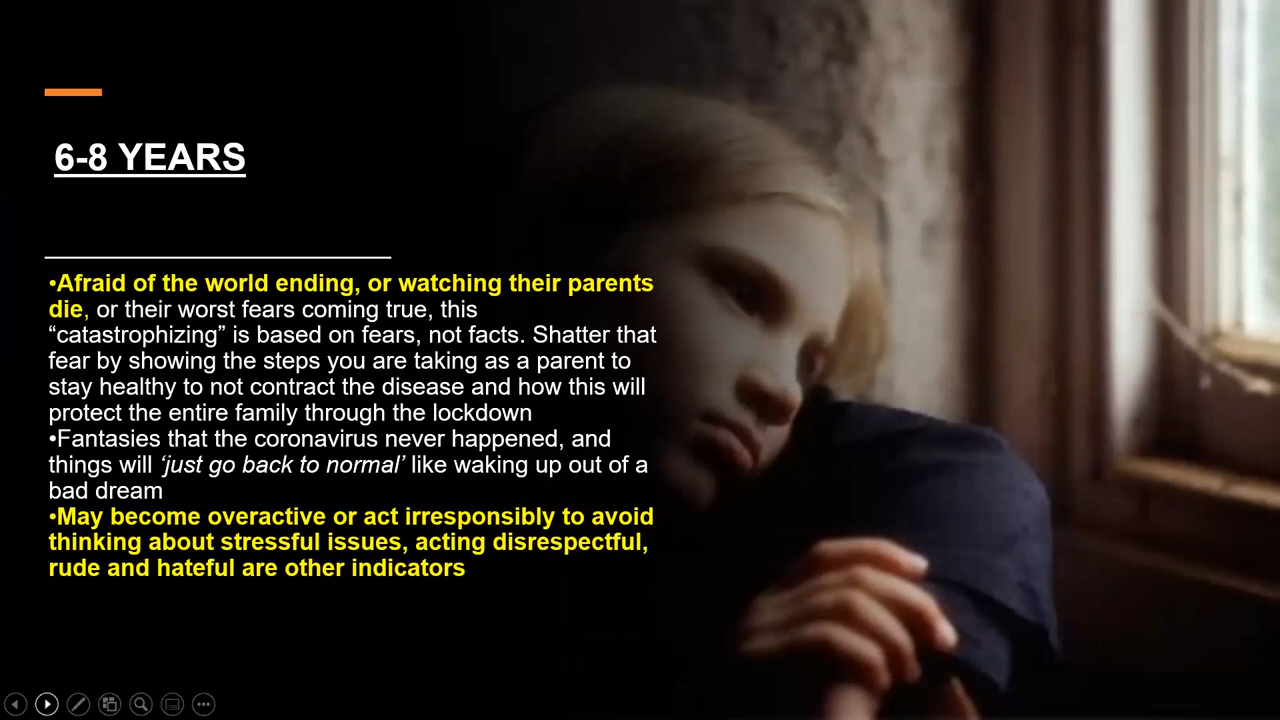 6-8 YEARS
•Afraid of the world ending, or watching their parents
die, or their worst fears coming true, this
“catastrophizing” is based on fears, not facts. Shatter that
fear by showing the steps you are taking as a parent to
stay healthy to not contract the disease and how this will
protect the entire family through the lockdown
•Fantasies that the coronavirus never happened, and
things will ‘just go back to normal’ like waking up out of a
bad dream
•May become overactive or act irresponsibly to avoid
thinking about stressful issues, acting disrespectful,
rude and hateful are other indicators